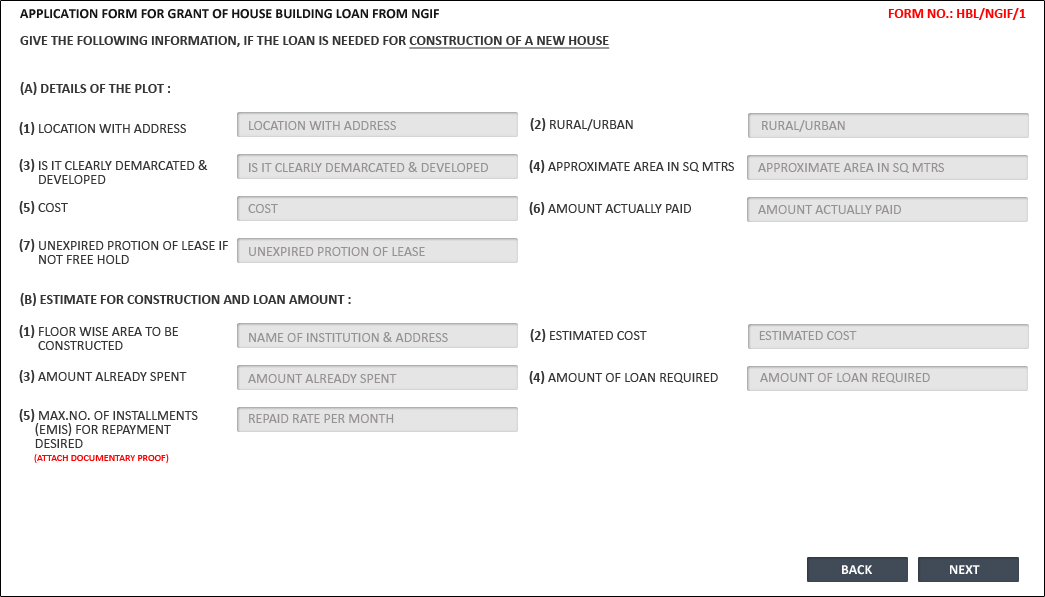 APPLICATION FORM FOR GRANT OF HOUSE BUILDING LOAN FROM NGIF
FORM NO.: HBL/NGIF/1
GIVE THE FOLLOWING INFORMATION, IF THE LOAN IS NEEDED FOR CONSTRUCTION OF A NEW HOUSE
(A) DETAILS OF THE PLOT :
(1) LOCATION WITH ADDRESS
LOCATION WITH ADDRESS
(2) RURAL/URBAN
RURAL/URBAN
(3) IS IT CLEARLY DEMARCATED &
DEVELOPED
IS IT CLEARLY DEMARCATED & DEVELOPED
(4) APPROXIMATE AREA IN SQ MTRS
APPROXIMATE AREA IN SQ MTRS
(5) COST
COST
(6) AMOUNT ACTUALLY PAID
AMOUNT ACTUALLY PAID
(7) UNEXPIRED PROTION OF LEASE IF
NOT FREE HOLD
UNEXPIRED PROTION OF LEASE
(B) ESTIMATE FOR CONSTRUCTION AND LOAN AMOUNT :
(1) FLOOR WISE AREA TO BE
CONSTRUCTED
NAME OF INSTITUTION & ADDRESS
(2) ESTIMATED COST
ESTIMATED COST
(3) AMOUNT ALREADY SPENT
AMOUNT ALREADY SPENT
(4) AMOUNT OF LOAN REQUIRED
AMOUNT OF LOAN REQUIRED
(5) MAX.NO. OF INSTALLMENTS
(EMIS) FOR REPAYMENT
DESIRED
(ATTACH DOCUMENTARY PROOF)
REPAID RATE PER MONTH
BACK
NEXT